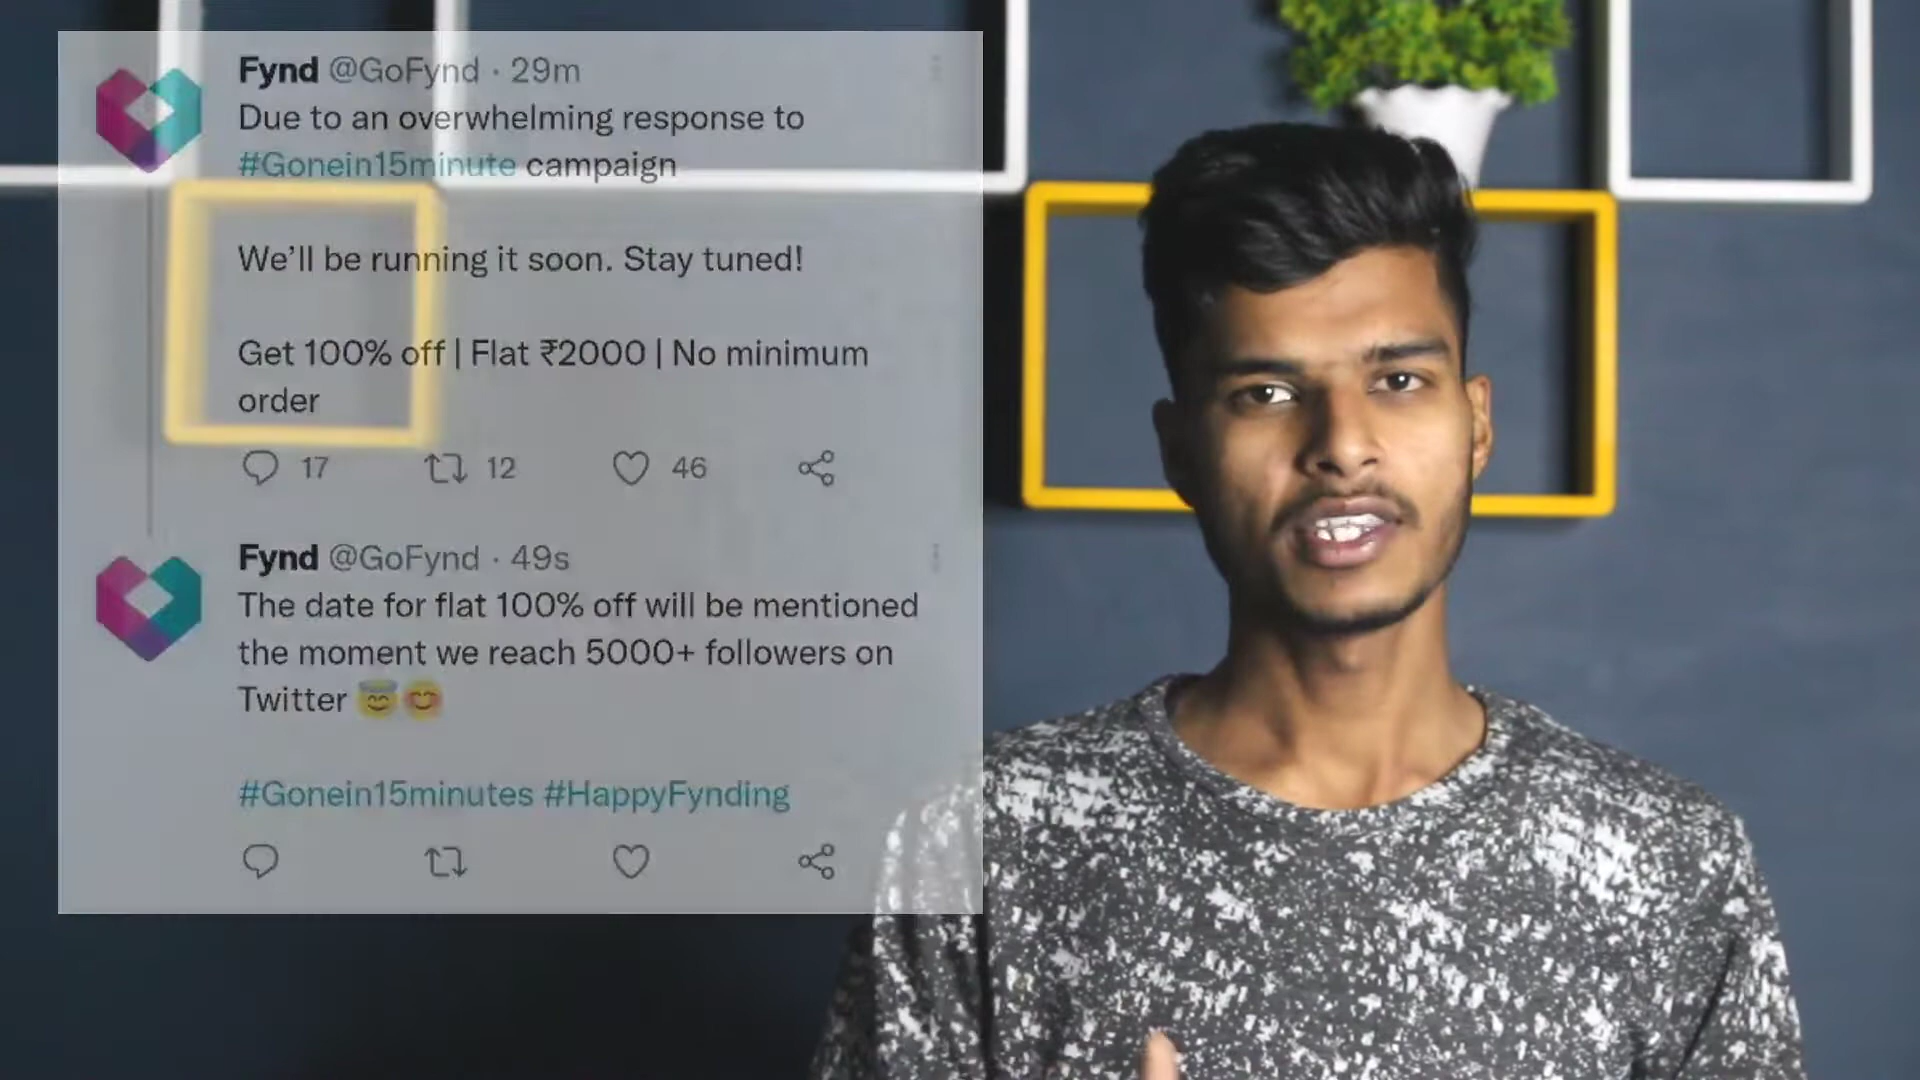 Fynd @GoFynd · 29m
Due to an overwhelming response to
#Gonein15minute campaign
We’ll be running it soon. Stay tuned!
Get 100% off | Flat ₹2000 | No minimum
order
17 12 46
Fynd @GoFynd · 49s
The date for flat 100% off will be mentioned
the moment we reach 5000+ followers on
Twitter 😇😊
#Gonein15minutes #HappyFynding